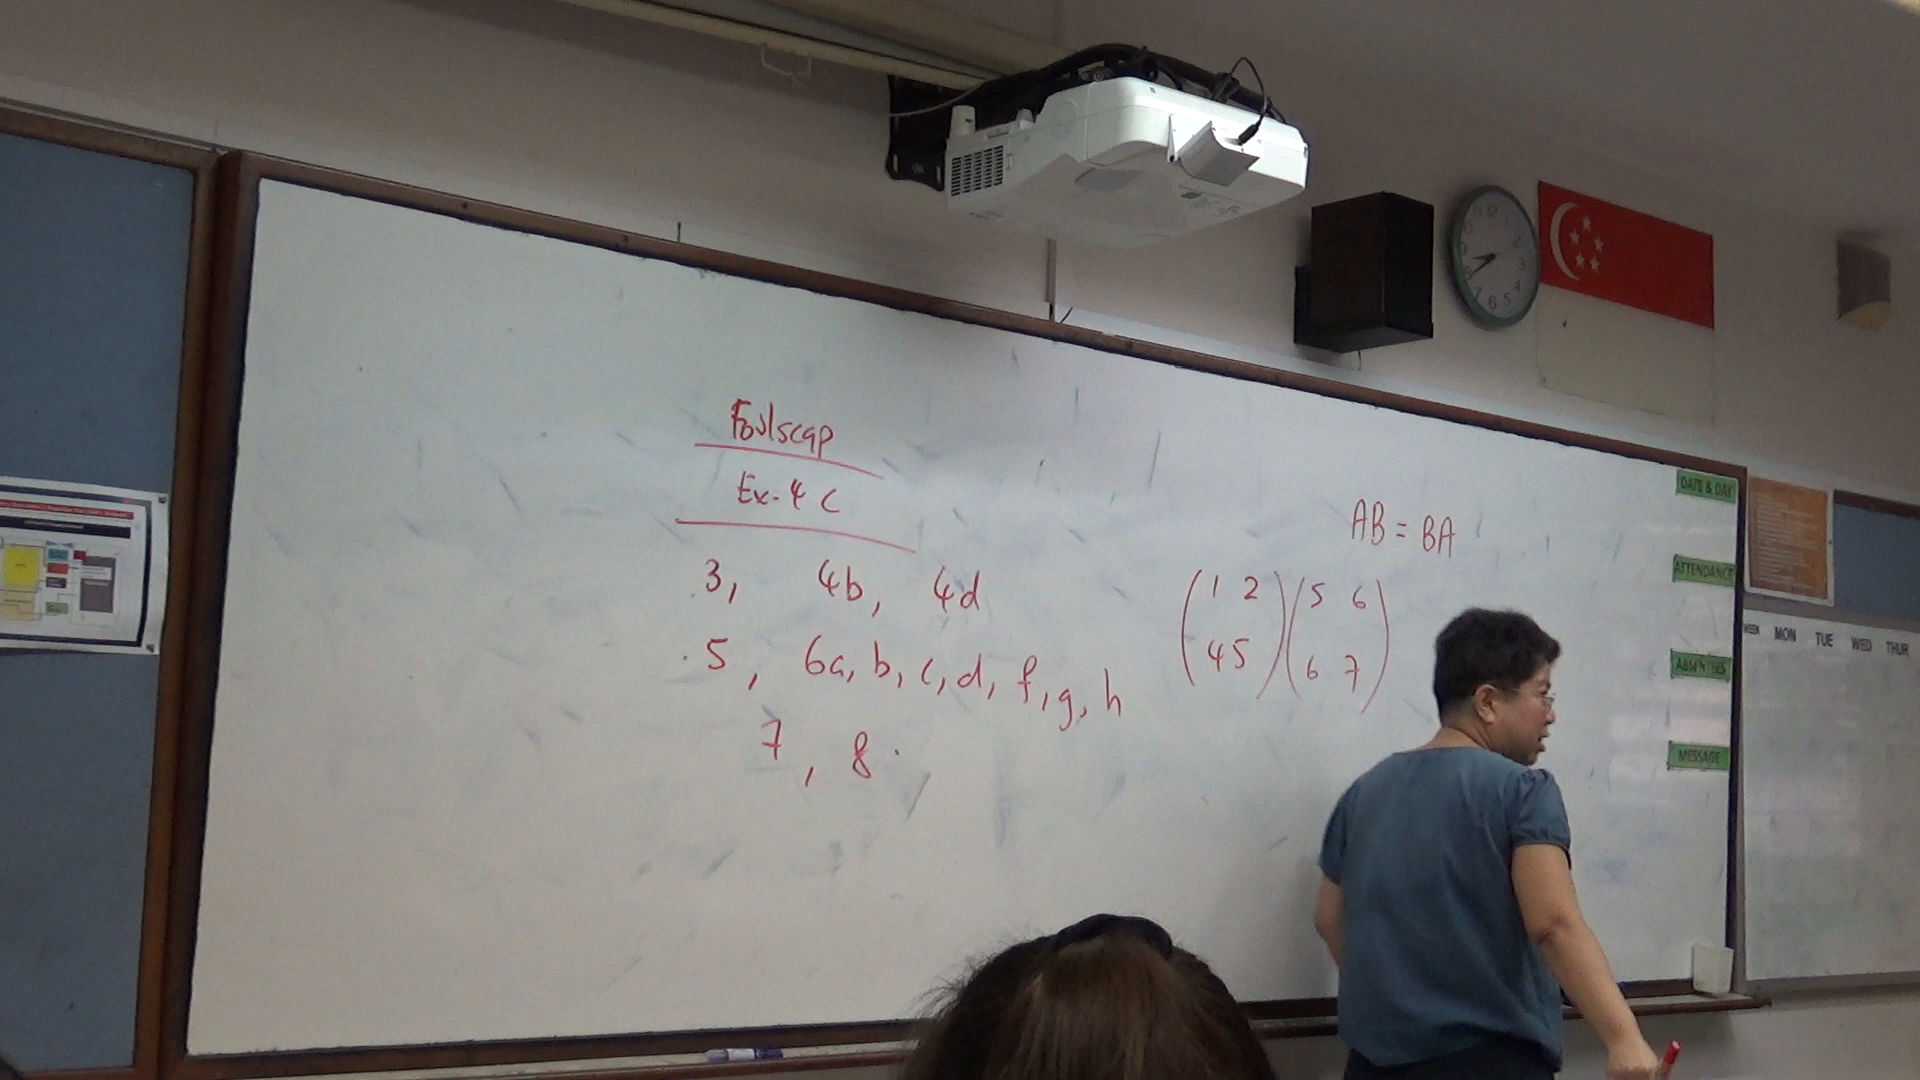 Foolscap
Ex. 4 C
3, 4b, 4d
5, 6a, b, c, d, f, g, h
7, 8
AB = BA
(1 2) (5 6)
(4 5) (6 7)
DATE & DAY
ATTENDANCE
ABSENTEES
MESSAGE
WEEK MON TUE WED THUR